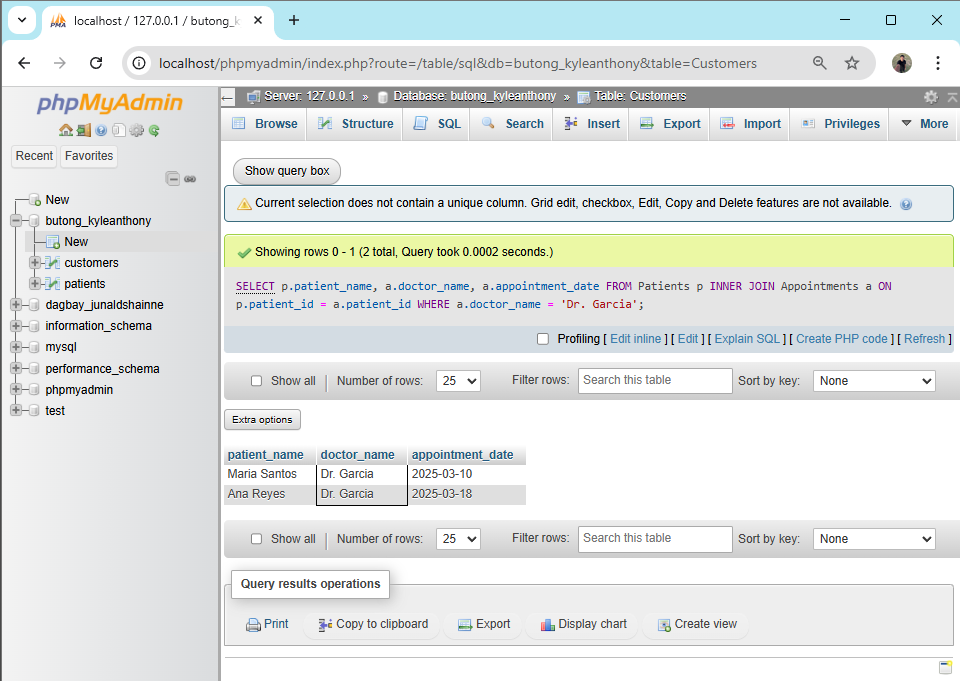 PMA
localhost / 127.0.0.1 / butong_k
localhost/phpmyadmin/index.php?route=/table/sql&db=butong_kyleanthony&table=Customers
phpMyAdmin
Recent
Favorites
New
butong_kyleanthony
New
customers
patients
dagbay_junaldshainne
information_schema
mysql
performance_schema
phpmyadmin
test
Server: 127.0.0.1 » Database: butong_kyleanthony » Table: Customers
Browse Structure SQL Search Insert Export Import Privileges More
Show query box
Current selection does not contain a unique column. Grid edit, checkbox, Edit, Copy and Delete features are not available.
Showing rows 0 - 1 (2 total, Query took 0.0002 seconds.)
SELECT p.patient_name, a.doctor_name, a.appointment_date FROM Patients p INNER JOIN Appointments a ON
p.patient_id = a.patient_id WHERE a.doctor_name = 'Dr. Garcia';
Profiling [ Edit inline ] [ Edit ] [ Explain SQL ] [ Create PHP code ] [ Refresh ]
Show all | Number of rows: 25 Filter rows: Search this table Sort by key: None
Extra options
patient_name doctor_name appointment_date
Maria Santos Dr. Garcia 2025-03-10
Ana Reyes Dr. Garcia 2025-03-18
Show all | Number of rows: 25 Filter rows: Search this table Sort by key: None
Query results operations
Print Copy to clipboard Export Display chart Create view